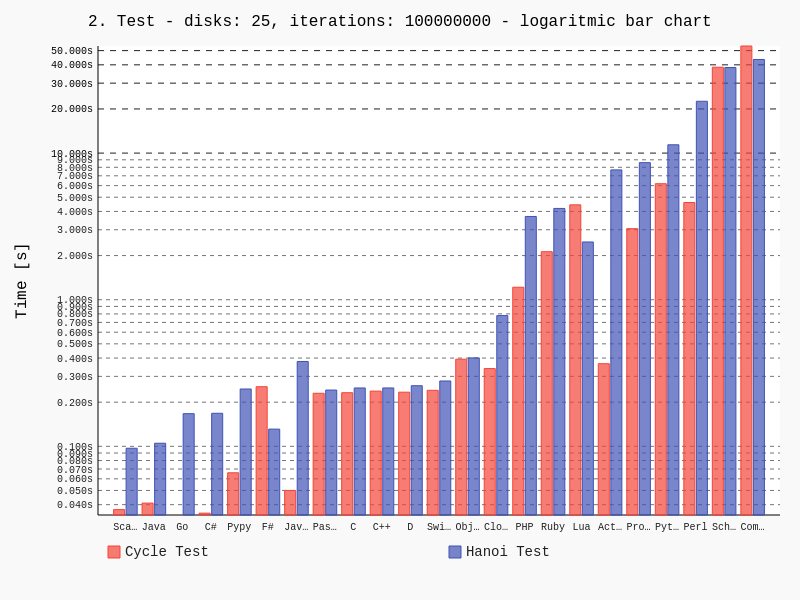 2. Test - disks: 25, iterations: 100000000 - logaritmic bar chart
Time [s]
50.000s
40.000s
30.000s
20.000s
10.000s
9.000s
8.000s
7.000s
6.000s
5.000s
4.000s
3.000s
2.000s
1.000s
0.900s
0.800s
0.700s
0.600s
0.500s
0.400s
0.300s
0.200s
0.100s
0.090s
0.080s
0.070s
0.060s
0.050s
0.040s
Sca… Java Go C# Pypy F# Jav… Pas… C C++ D Swi… Obj… Clo… PHP Ruby Lua Act… Pro… Pyt… Perl Sch… Com…
Cycle Test Hanoi Test